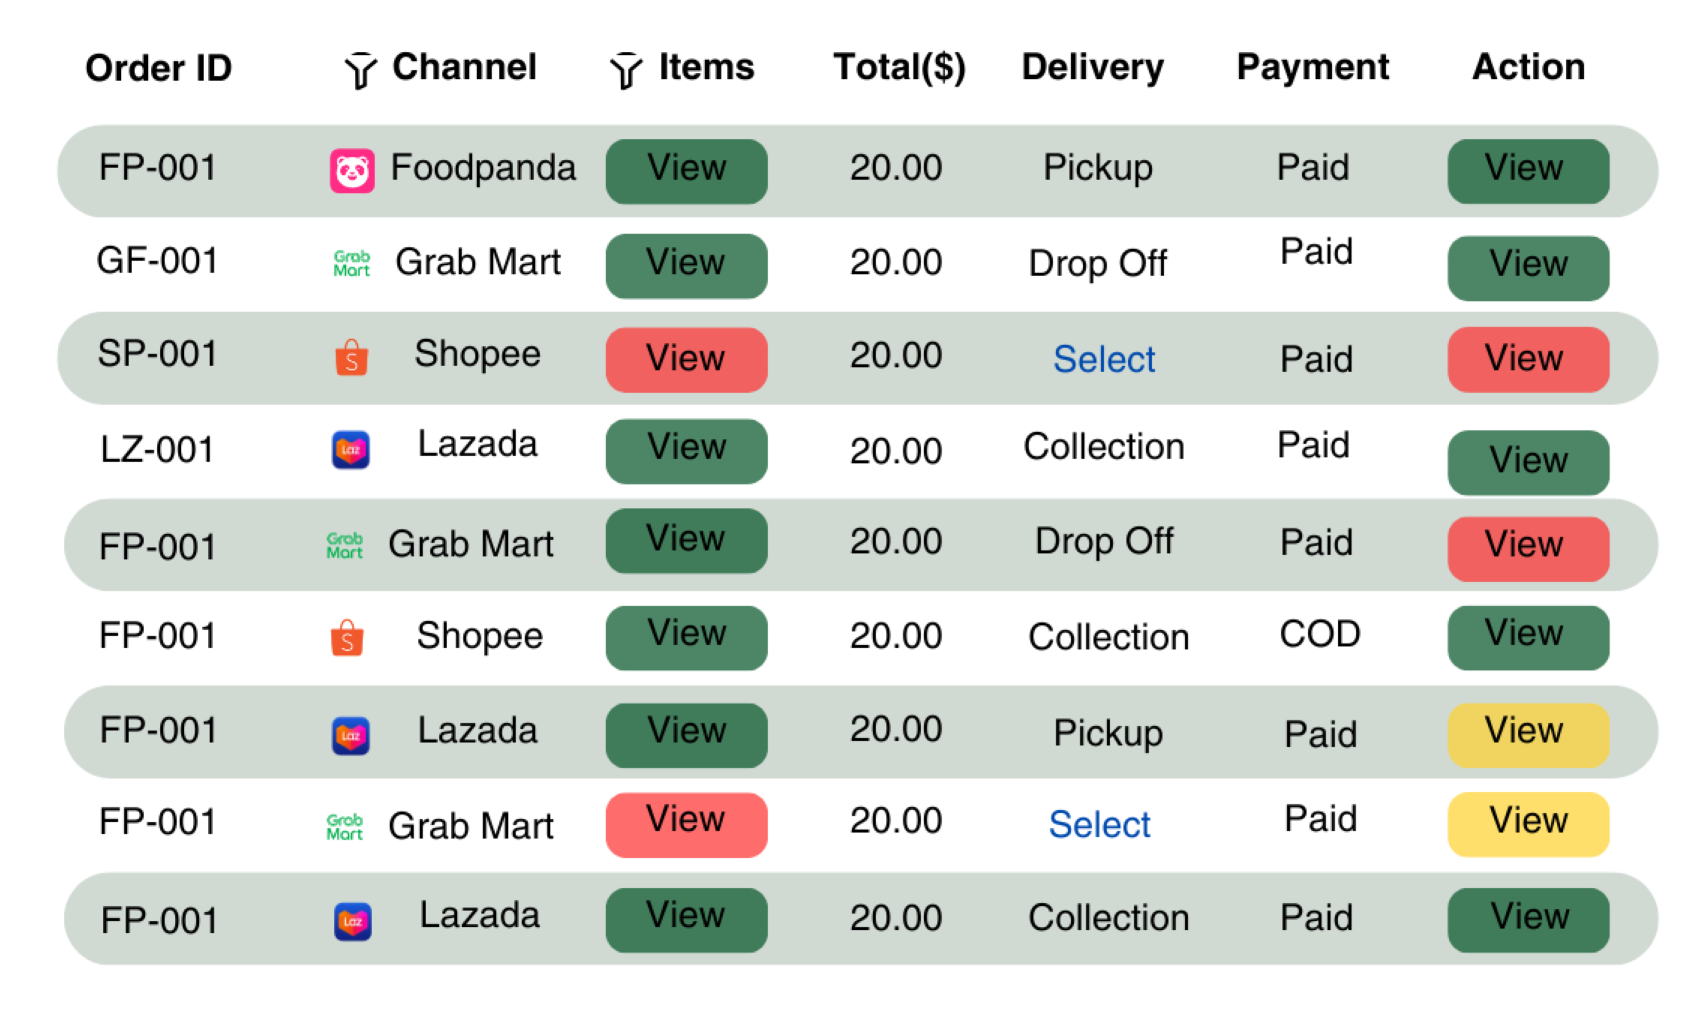 Order ID Channel Items Total($) Delivery Payment Action
FP-001 Foodpanda View 20.00 Pickup Paid View
GF-001 Grab Mart Grab Mart View 20.00 Drop Off Paid View
SP-001 S Shopee View 20.00 Select Paid View
LZ-001 Laz Lazada View 20.00 Collection Paid View
FP-001 Grab Mart Grab Mart View 20.00 Drop Off Paid View
FP-001 S Shopee View 20.00 Collection COD View
FP-001 Laz Lazada View 20.00 Pickup Paid View
FP-001 Grab Mart Grab Mart View 20.00 Select Paid View
FP-001 Laz Lazada View 20.00 Collection Paid View